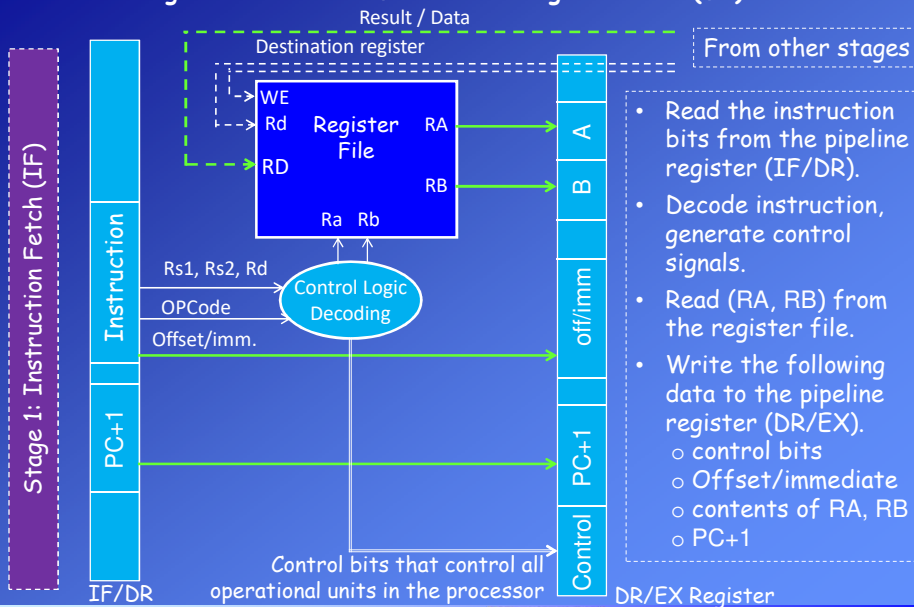 Result / Data
Destination register
From other stages
Stage 1: Instruction Fetch (IF)
WE
Rd
RD
Register
File
RA
RB
Ra Rb
A
B
Instruction
Rs1, Rs2, Rd
OPCode
Offset/imm.
Control Logic
Decoding
off/imm
PC+1
PC+1
Control
Control bits that control all
operational units in the processor
IF/DR
DR/EX Register
• Read the instruction
bits from the pipeline
register (IF/DR).
• Decode instruction,
generate control
signals.
• Read (RA, RB) from
the register file.
• Write the following
data to the pipeline
register (DR/EX).
o control bits
o Offset/immediate
o contents of RA, RB
o PC+1